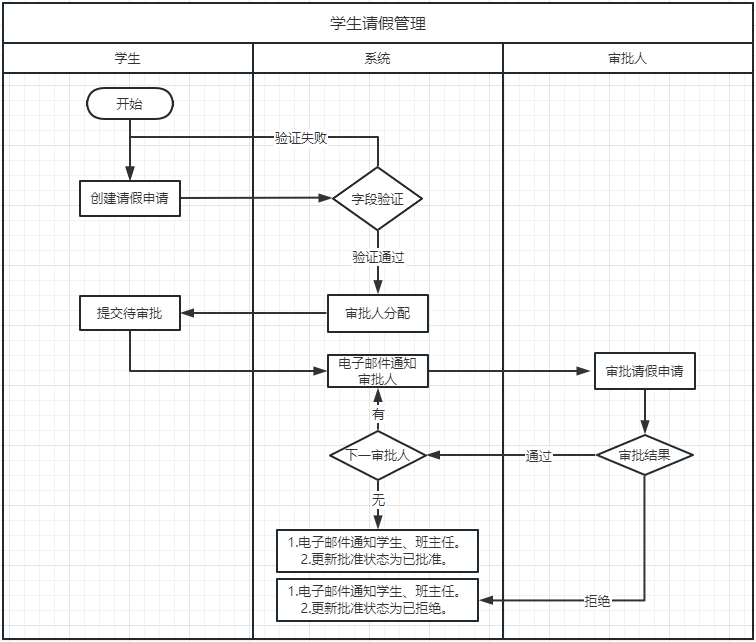 学生请假管理
学生
系统
审批人
开始
验证失败
创建请假申请
字段验证
验证通过
提交待审批
审批人分配
电子邮件通知
审批人
审批请假申请
有
下一审批人
通过
审批结果
无
1.电子邮件通知学生、班主任。
2.更新批准状态为已批准。
1.电子邮件通知学生、班主任。
2.更新批准状态为已拒绝。
拒绝